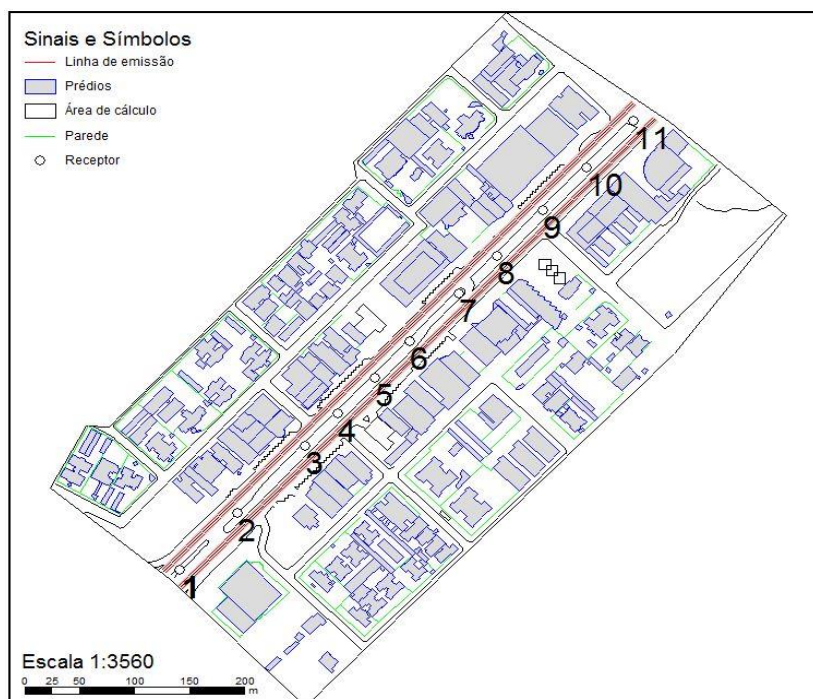 Sinais e Símbolos
Linha de emissão
Prédios
Área de cálculo
Parede
Receptor
11
10
9
8
7
6
5
4
3
2
1
Escala 1:3560
0 25 50 100 150 200
m